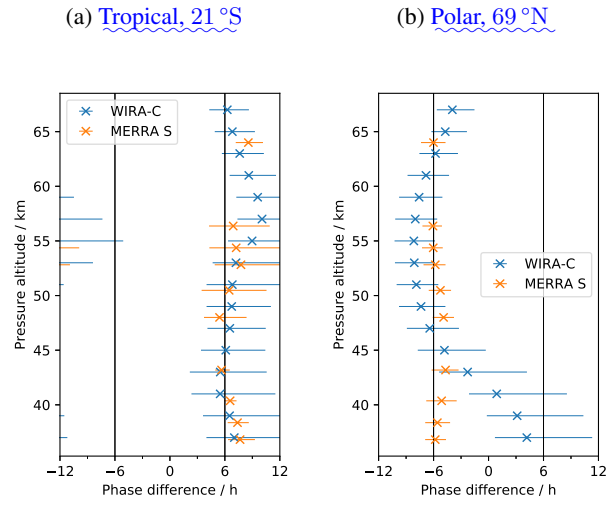 (a) Tropical, 21 °S
(b) Polar, 69 °N
Pressure altitude / km
65
60
55
50
45
40
WIRA-C
MERRA S
−12
−6
0
6
12
Phase difference / h
Pressure altitude / km
65
60
55
50
45
40
WIRA-C
MERRA S
−12
−6
0
6
12
Phase difference / h